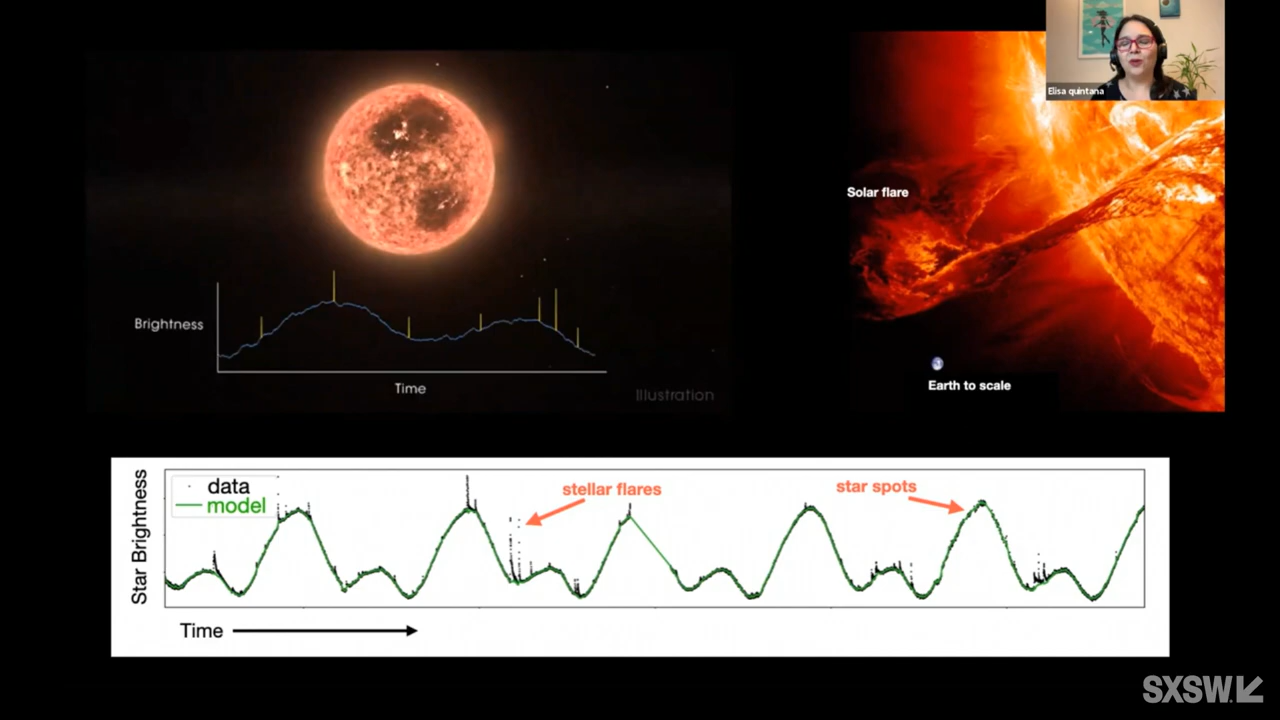 Elisa quintana
Solar flare
Brightness
Time
Illustration
Earth to scale
Star Brightness
data
model
stellar flares
star spots
Time
SXSW